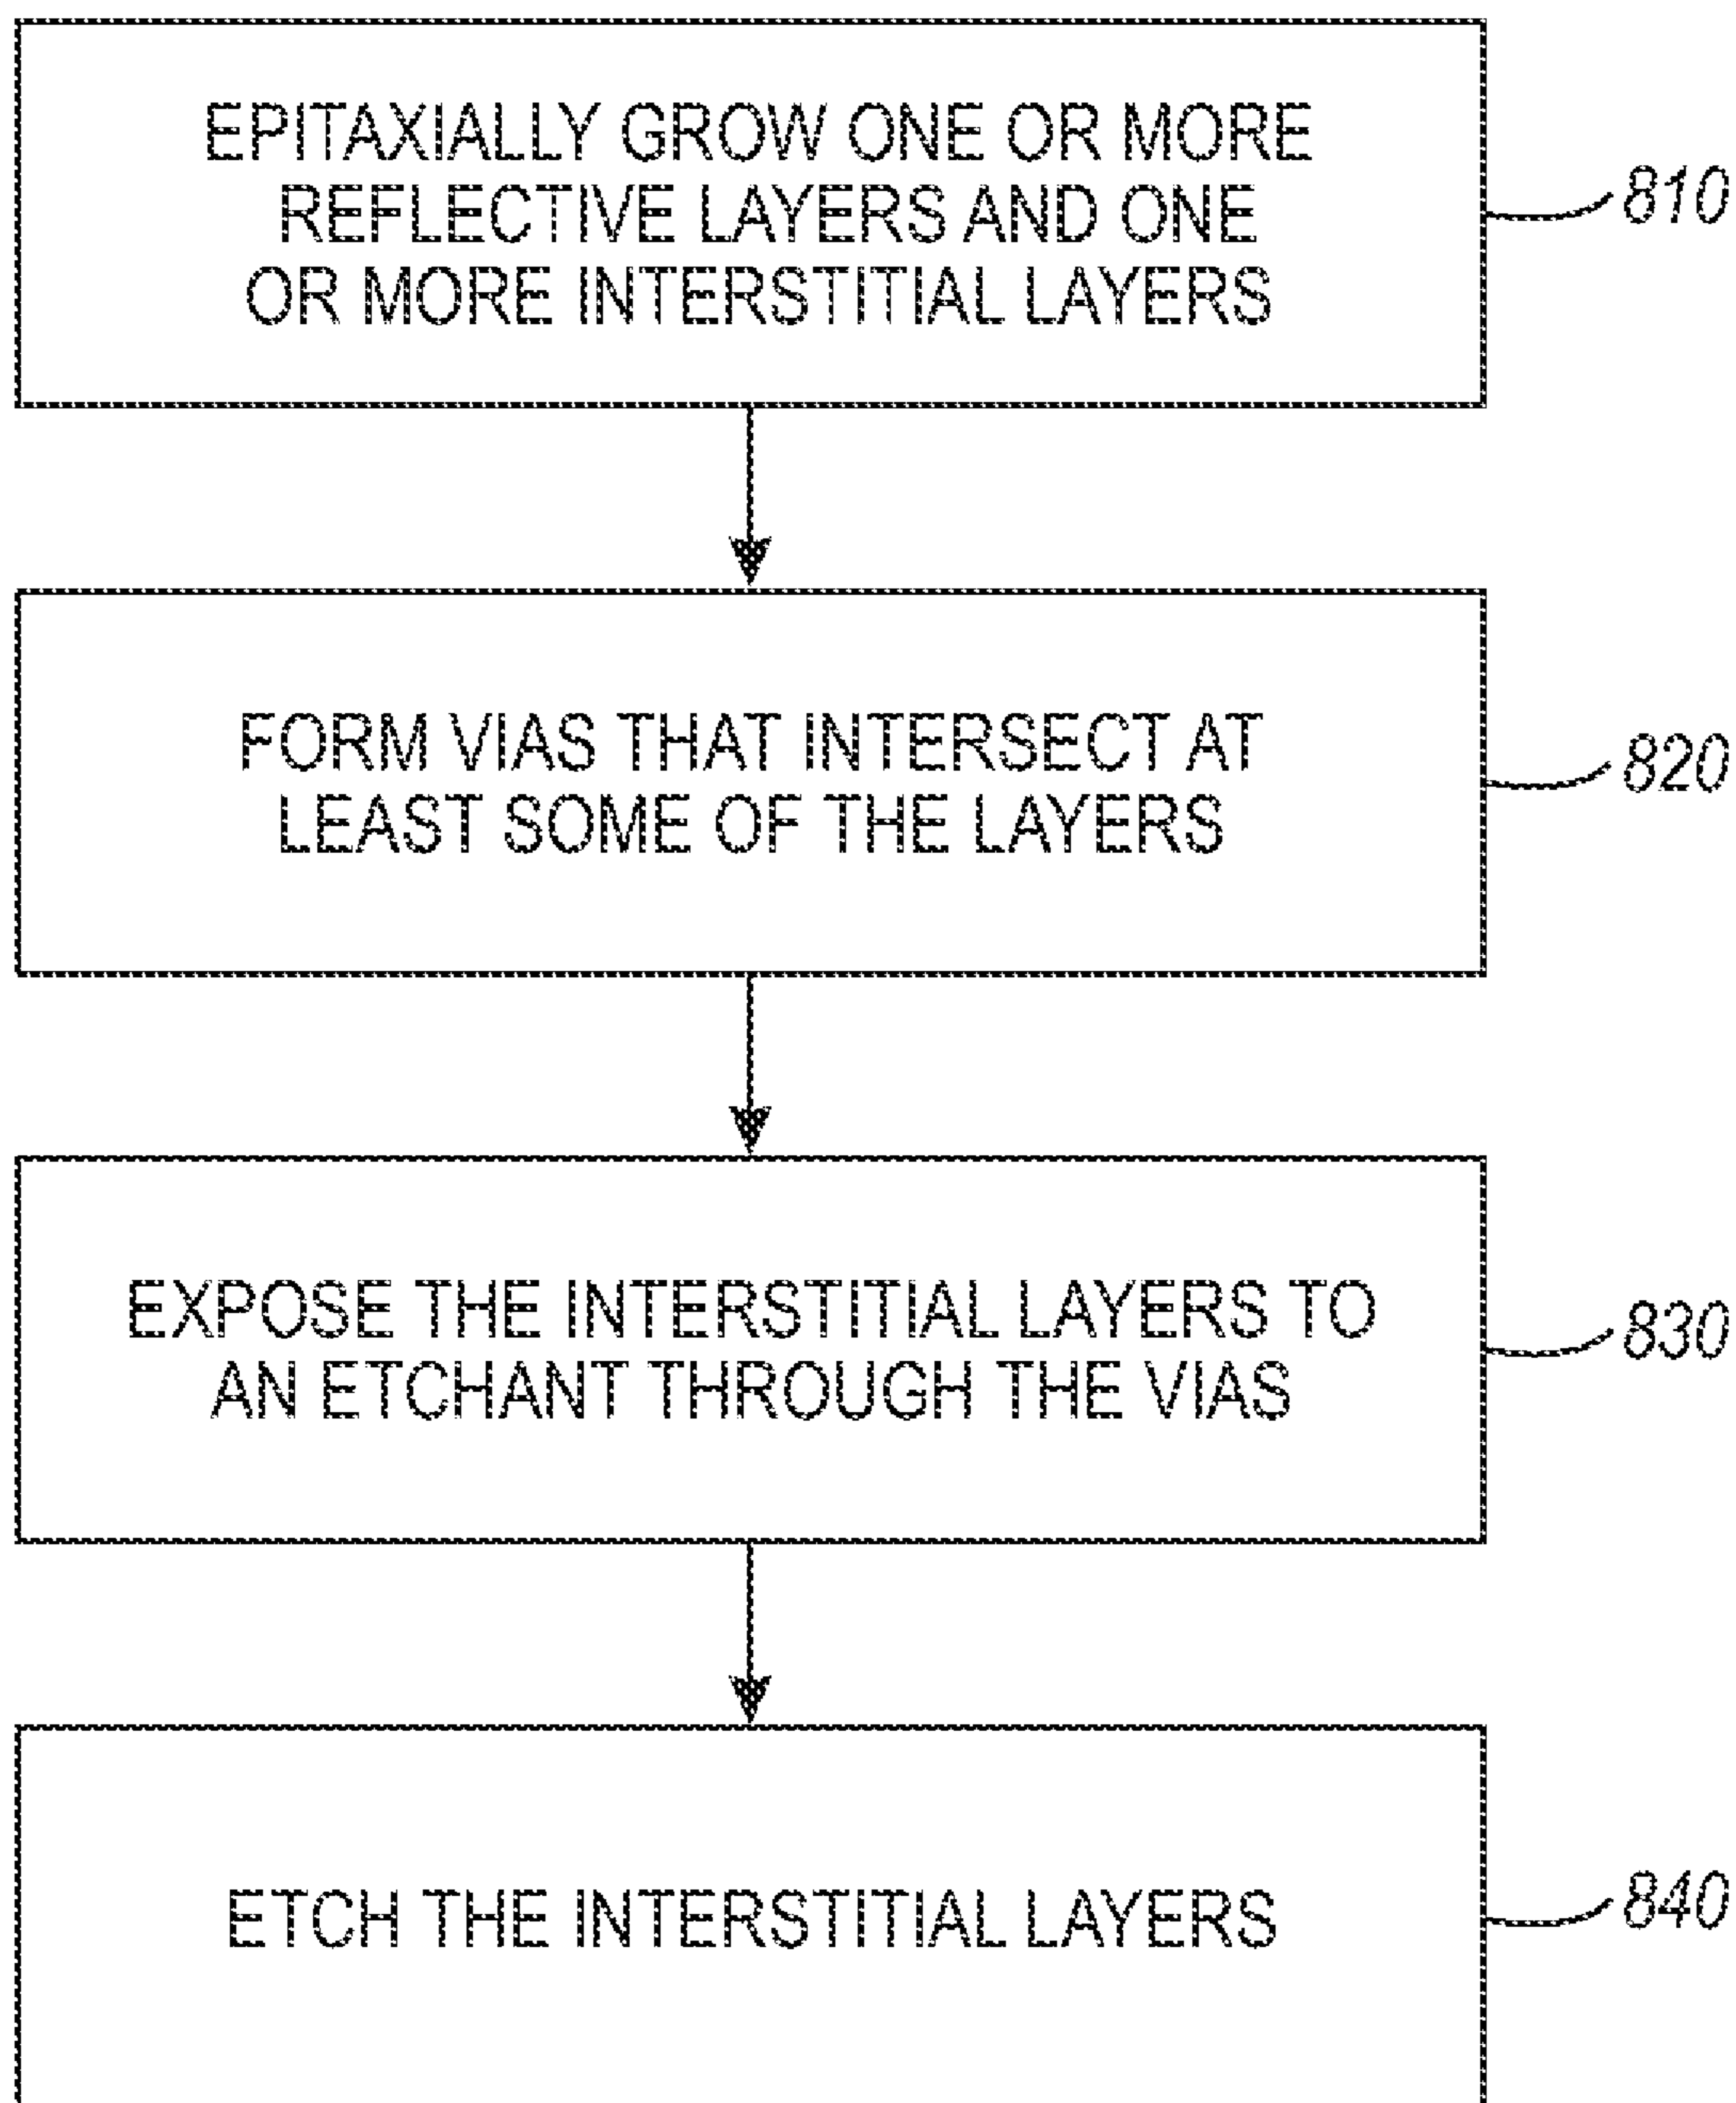 EPITAXIALLY GROW ONE OR MORE
REFLECTIVE LAYERS AND ONE
OR MORE INTERSTITIAL LAYERS
810
FORM VIAS THAT INTERSECT AT
LEAST SOME OF THE LAYERS
820
EXPOSE THE INTERSTITIAL LAYERS TO
AN ETCHANT THROUGH THE VIAS
830
ETCH THE INTERSTITIAL LAYERS
840